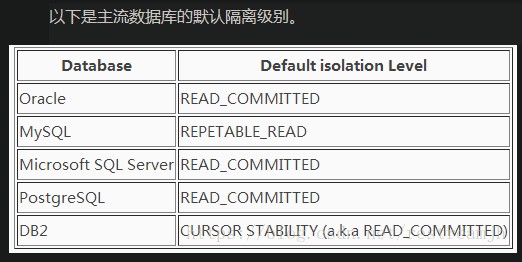 以下是主流数据库的默认隔离级别。
Database Default isolation Level
Oracle READ_COMMITTED
MySQL REPETABLE_READ
Microsoft SQL Server READ_COMMITTED
PostgreSQL READ_COMMITTED
DB2 CURSOR STABILITY (a.k.a READ_COMMITTED)